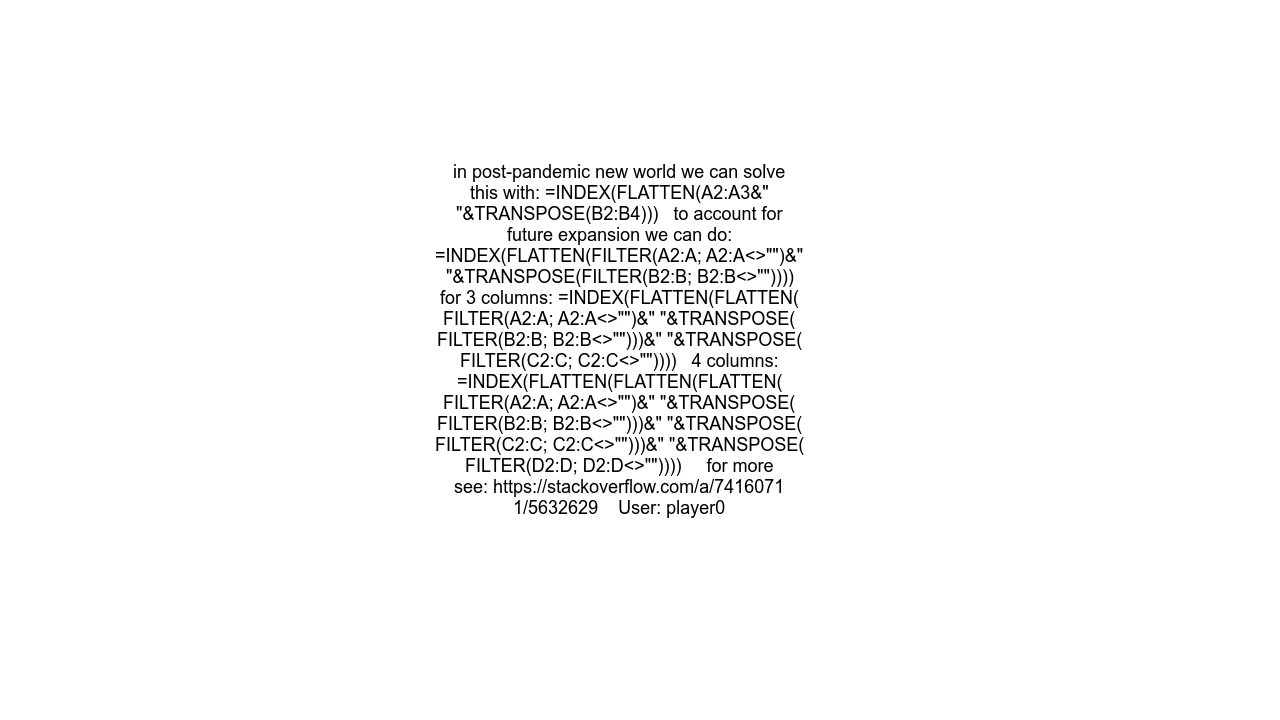 in post-pandemic new world we can solve
this with: =INDEX(FLATTEN(A2:A3&"
"&TRANSPOSE(B2:B4)))   to account for
future expansion we can do:
=INDEX(FLATTEN(FILTER(A2:A; A2:A<>"")&"
"&TRANSPOSE(FILTER(B2:B; B2:B<>""))))
for 3 columns: =INDEX(FLATTEN(FLATTEN(
FILTER(A2:A; A2:A<>"")&" "&TRANSPOSE(
FILTER(B2:B; B2:B<>"")))&" "&TRANSPOSE(
FILTER(C2:C; C2:C<>""))))   4 columns:
=INDEX(FLATTEN(FLATTEN(FLATTEN(
FILTER(A2:A; A2:A<>"")&" "&TRANSPOSE(
FILTER(B2:B; B2:B<>"")))&" "&TRANSPOSE(
FILTER(C2:C; C2:C<>"")))&" "&TRANSPOSE(
FILTER(D2:D; D2:D<>""))))     for more
see: https://stackoverflow.com/a/7416071
1/5632629    User: player0